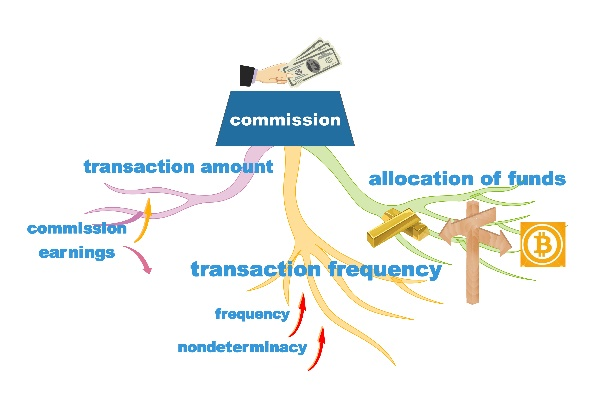 commission
transaction amount
allocation of funds
commission
earnings
transaction frequency
frequency
nondeterminacy